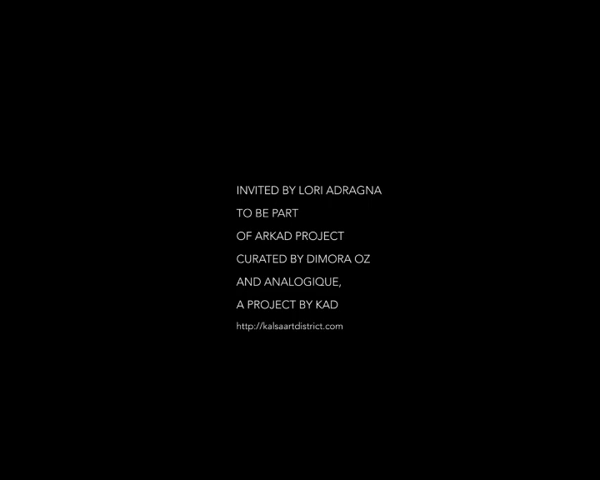 INVITED BY LORI ADRAGNA
TO BE PART
OF ARKAD PROJECT
CURATED BY DIMORA OZ
AND ANALOGIQUE,
A PROJECT BY KAD
http://kalsaartdistrict.com